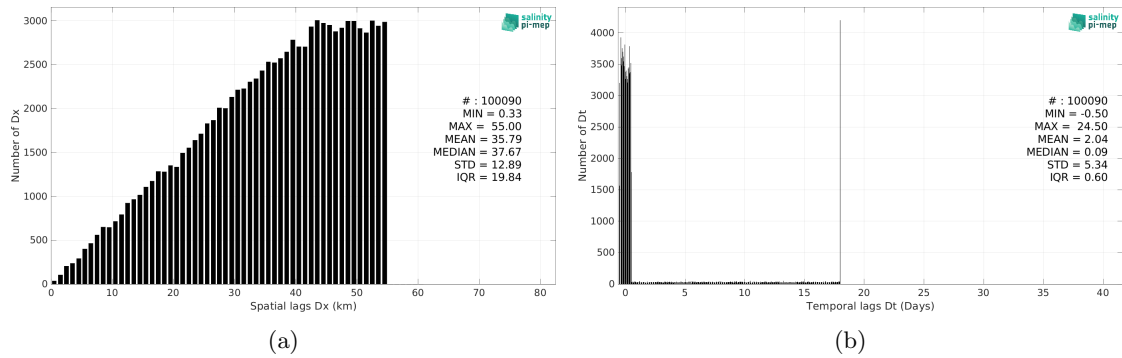 salinity
pi-mep
3000
2500
2000
1500
1000
500
0
Number of Dx
# : 100090
MIN = 0.33
MAX = 55.00
MEAN = 35.79
MEDIAN = 37.67
STD = 12.89
IQR = 19.84
0 10 20 30 40 50 60 70 80
Spatial lags Dx (km)
(a)
salinity
pi-mep
4000
3500
3000
2500
2000
1500
1000
500
0
Number of Dt
# : 100090
MIN = -0.50
MAX = 24.50
MEAN = 2.04
MEDIAN = 0.09
STD = 5.34
IQR = 0.60
0 5 10 15 20 25 30 35 40
Temporal lags Dt (Days)
(b)